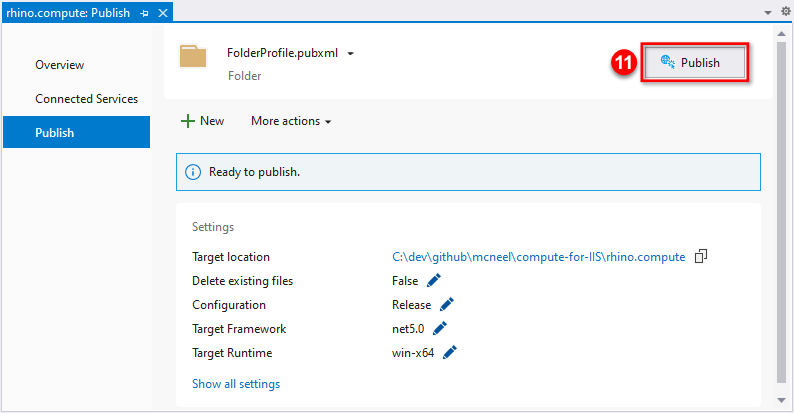 rhino.compute: Publish
Overview
Connected Services
Publish
FolderProfile.pubxml
Folder
11
Publish
New
More actions
Ready to publish.
Settings
Target location C:\dev\github\mcneel\compute-for-IIS\rhino.compute
Delete existing files False
Configuration Release
Target Framework net5.0
Target Runtime win-x64
Show all settings